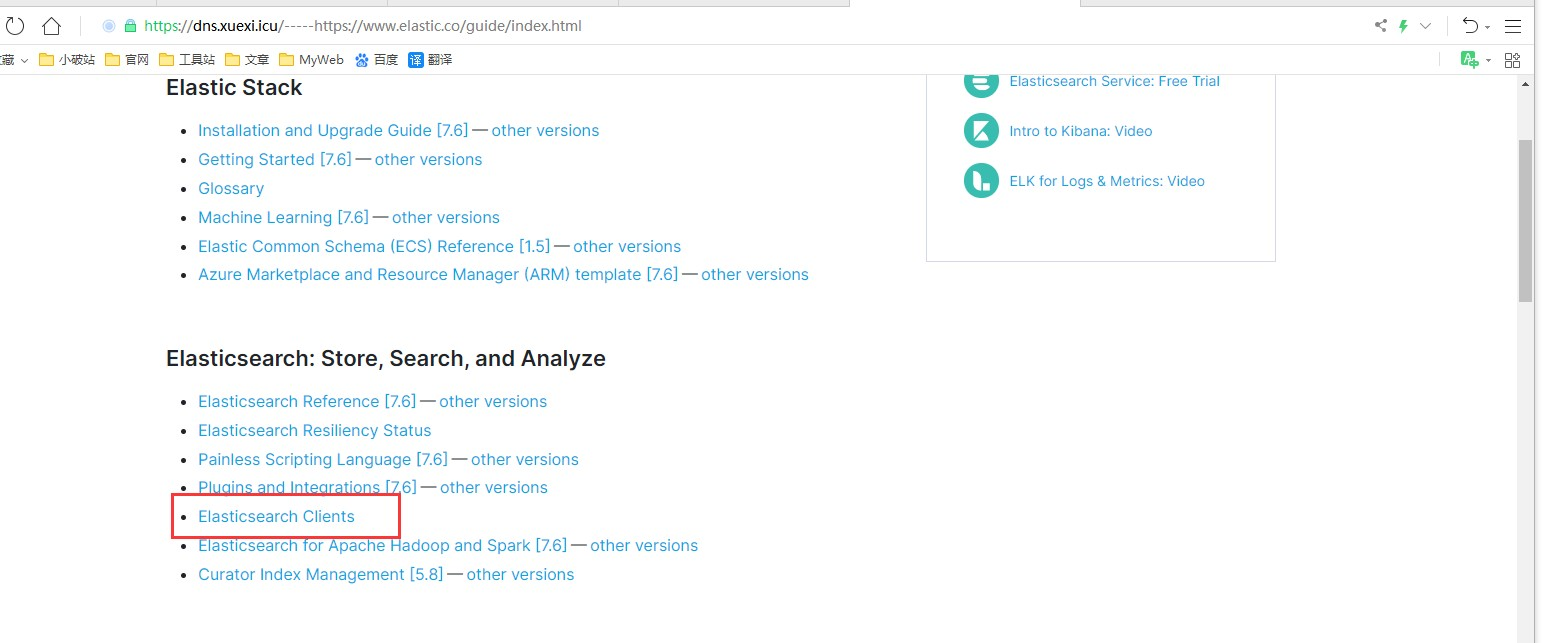 https://dns.xuexi.icu/-----https://www.elastic.co/guide/index.html
藏 小破站 官网 工具站 文章 MyWeb 百度 译 翻译
Elastic Stack
Installation and Upgrade Guide [7.6] — other versions
Getting Started [7.6] — other versions
Glossary
Machine Learning [7.6] — other versions
Elastic Common Schema (ECS) Reference [1.5] — other versions
Azure Marketplace and Resource Manager (ARM) template [7.6] — other versions
Elasticsearch Service: Free Trial
Intro to Kibana: Video
ELK for Logs & Metrics: Video
Elasticsearch: Store, Search, and Analyze
Elasticsearch Reference [7.6] — other versions
Elasticsearch Resiliency Status
Painless Scripting Language [7.6] — other versions
Plugins and Integrations [7.6] — other versions
Elasticsearch Clients
Elasticsearch for Apache Hadoop and Spark [7.6] — other versions
Curator Index Management [5.8] — other versions